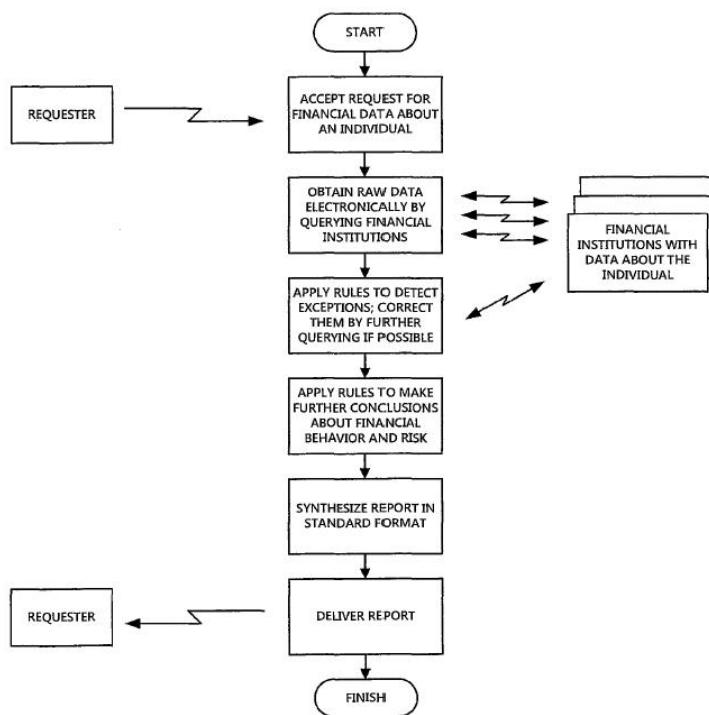 START
REQUESTER
ACCEPT REQUEST FOR
FINANCIAL DATA ABOUT
AN INDIVIDUAL
OBTAIN RAW DATA
ELECTRONICALLY BY
QUERYING FINANCIAL
INSTITUTIONS
FINANCIAL
INSTITUTIONS WITH
DATA ABOUT THE
INDIVIDUAL
APPLY RULES TO DETECT
EXCEPTIONS; CORRECT
THEM BY FURTHER
QUERYING IF POSSIBLE
APPLY RULES TO MAKE
FURTHER CONCLUSIONS
ABOUT FINANCIAL
BEHAVIOR AND RISK
SYNTHESIZE REPORT IN
STANDARD FORMAT
REQUESTER
DELIVER REPORT
FINISH